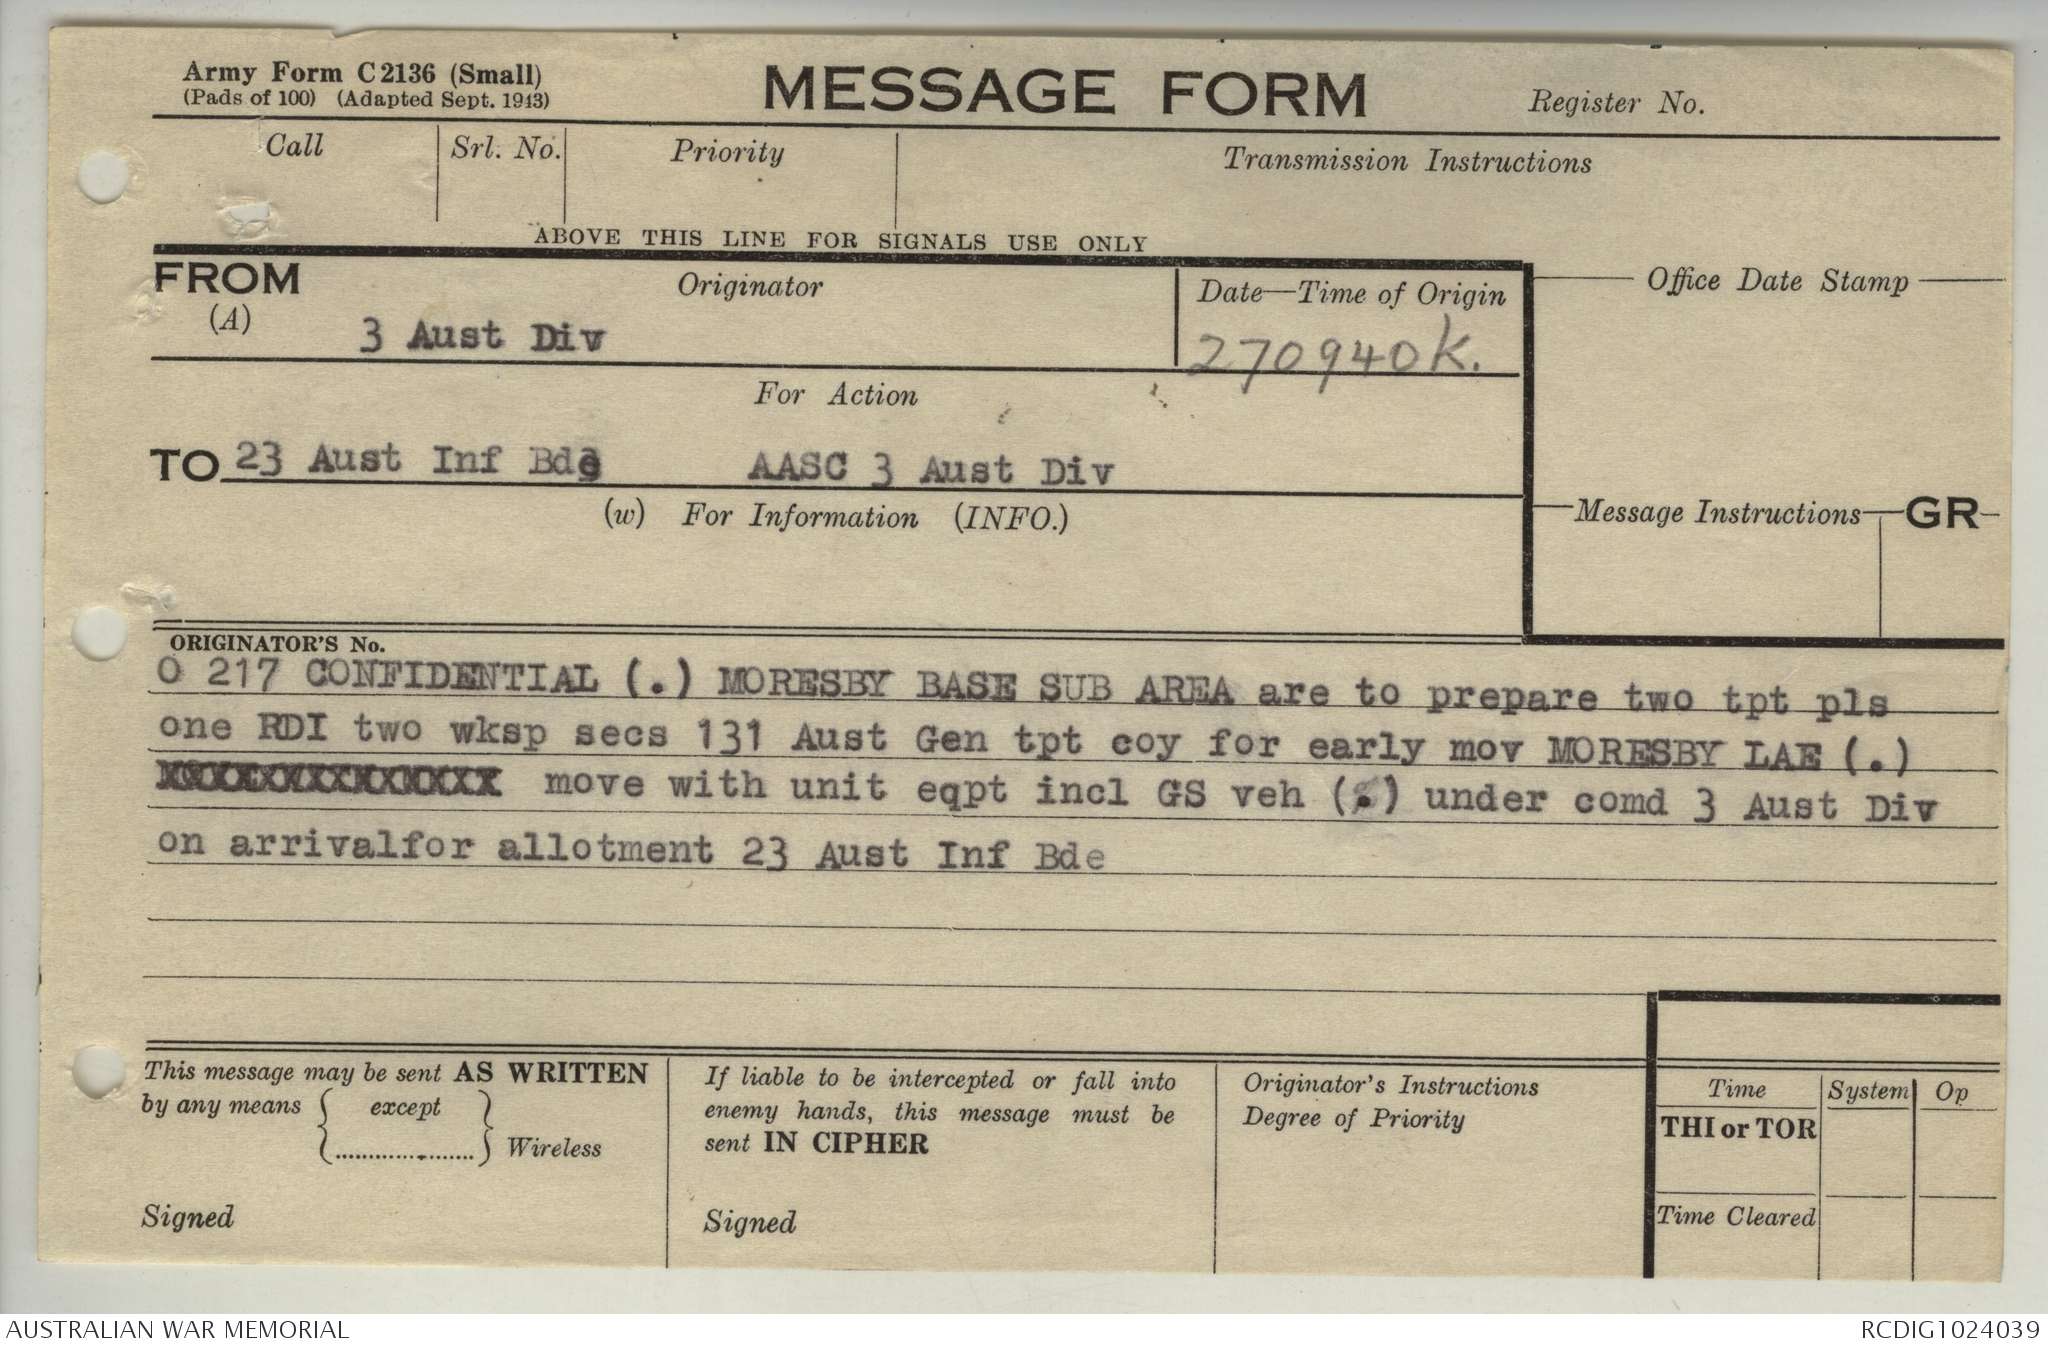 Army Form C2136 (Small)
(Pads of 100) (Adapted Sept. 1943)
MESSAGE FORM
Register No.
Call
Srl. No.
Priority
Transmission Instructions
ABOVE THIS LINE FOR SIGNALS USE ONLY
FROM
(A)
Originator
3 Aust Div
Date—Time of Origin
270940K.
Office Date Stamp
For Action
TO 23 Aust Inf Bde AASC 3 Aust Div
(w) For Information (INFO.)
Message Instructions GR
ORIGINATOR'S No.
O 217 CONFIDENTIAL (.) MORESBY BASE SUB AREA are to prepare two tpt pls
one RDI two wksp secs 131 Aust Gen tpt coy for early mov MORESBY LAE (.)
move with unit eqpt incl GS veh (.) under comd 3 Aust Div
on arrivalfor allotment 23 Aust Inf Bde
This message may be sent AS WRITTEN
by any means { except
{....................} Wireless
Signed
If liable to be intercepted or fall into
enemy hands, this message must be
sent IN CIPHER
Signed
Originator's Instructions
Degree of Priority
Time System Op
THI or TOR
Time Cleared
AUSTRALIAN WAR MEMORIAL
RCDIG1024039